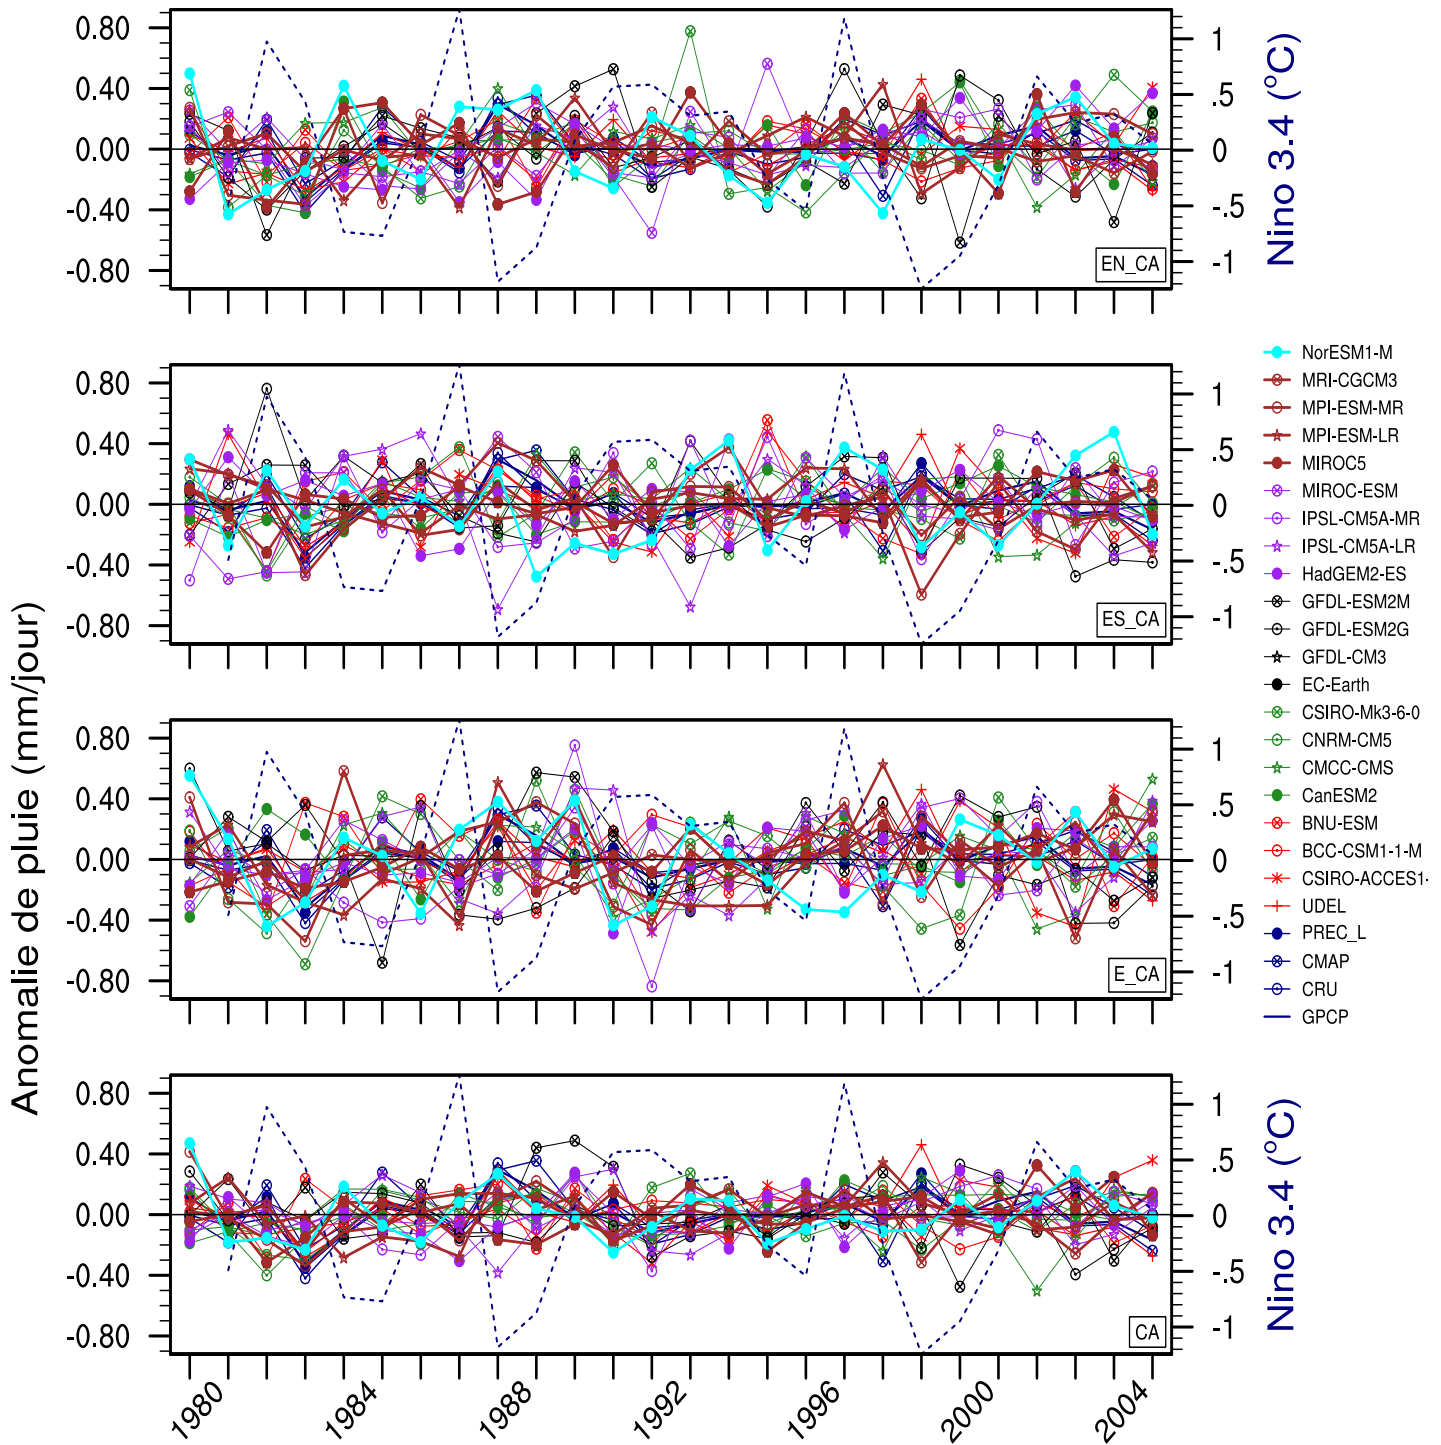 0.80
0.40
0.00
-0.40
-0.80
1
.5
0
-.5
-1
Nino 3.4 (°C)
EN_CA
0.80
0.40
0.00
-0.40
-0.80
1
.5
0
-.5
-1
ES_CA
Anomalie de pluie (mm/jour)
0.80
0.40
0.00
-0.40
-0.80
1
.5
0
-.5
-1
E_CA
0.80
0.40
0.00
-0.40
-0.80
1
.5
0
-.5
-1
Nino 3.4 (°C)
CA
1980
1984
1988
1992
1996
2000
2004
NorESM1-M
MRI-CGCM3
MPI-ESM-MR
MPI-ESM-LR
MIROC5
MIROC-ESM
IPSL-CM5A-MR
IPSL-CM5A-LR
HadGEM2-ES
GFDL-ESM2M
GFDL-ESM2G
GFDL-CM3
EC-Earth
CSIRO-Mk3-6-0
CNRM-CM5
CMCC-CMS
CanESM2
BNU-ESM
BCC-CSM1-1-M
CSIRO-ACCES1-
UDEL
PREC_L
CMAP
CRU
GPCP